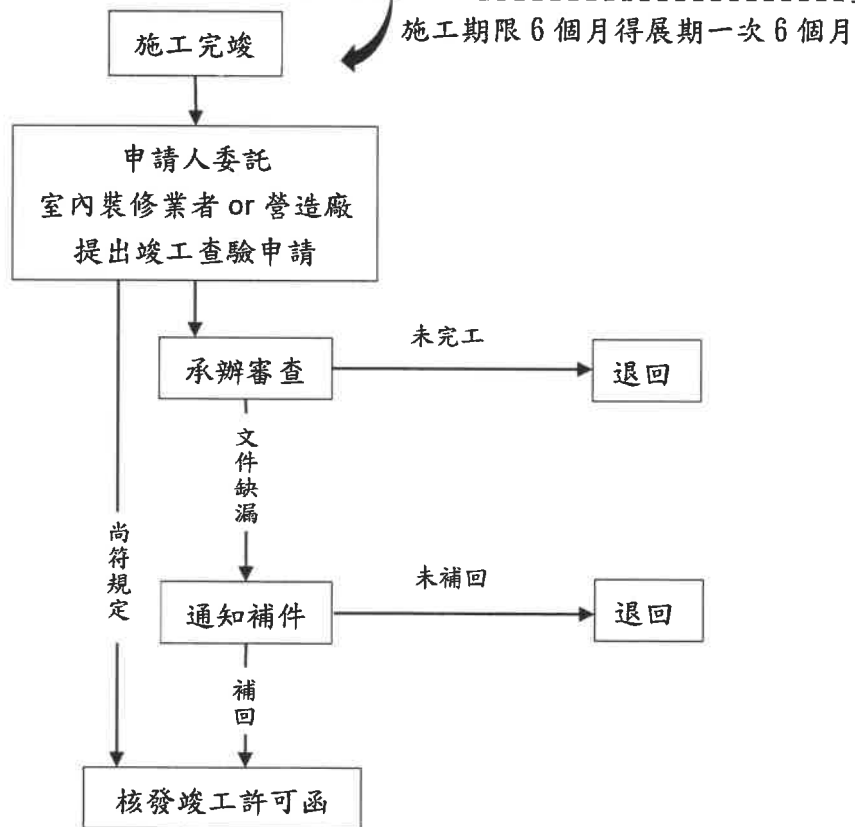 施工期限 6 個月得展期一次 6 個月
施工完竣
申請人委託
室內裝修業者 or 營造廠
提出竣工查驗申請
未完工
承辦審查
退回
文件缺漏
尚符規定
未補回
通知補件
退回
補回
核發竣工許可函